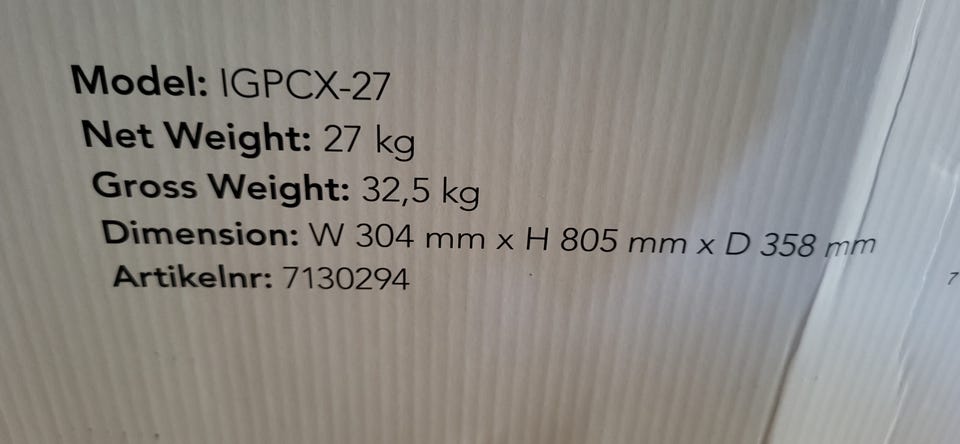 Model: IGPCX-27
Net Weight: 27 kg
Gross Weight: 32,5 kg
Dimension: W 304 mm x H 805 mm x D 358 mm
Artikelnr: 7130294
7